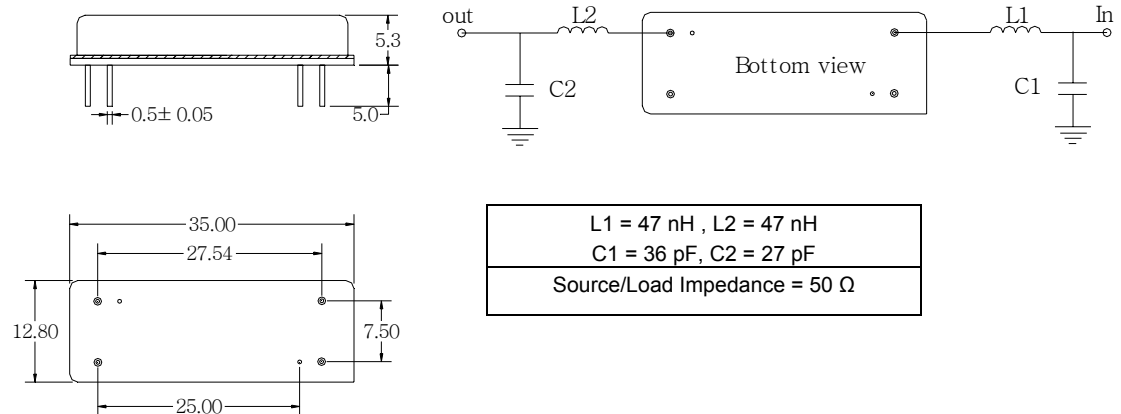 5.3
0.5± 0.05
5.0
out
L2
L1
In
Bottom view
C2
C1
35.00
27.54
12.80
7.50
25.00
L1 = 47 nH , L2 = 47 nH
C1 = 36 pF, C2 = 27 pF
Source/Load Impedance = 50 Ω